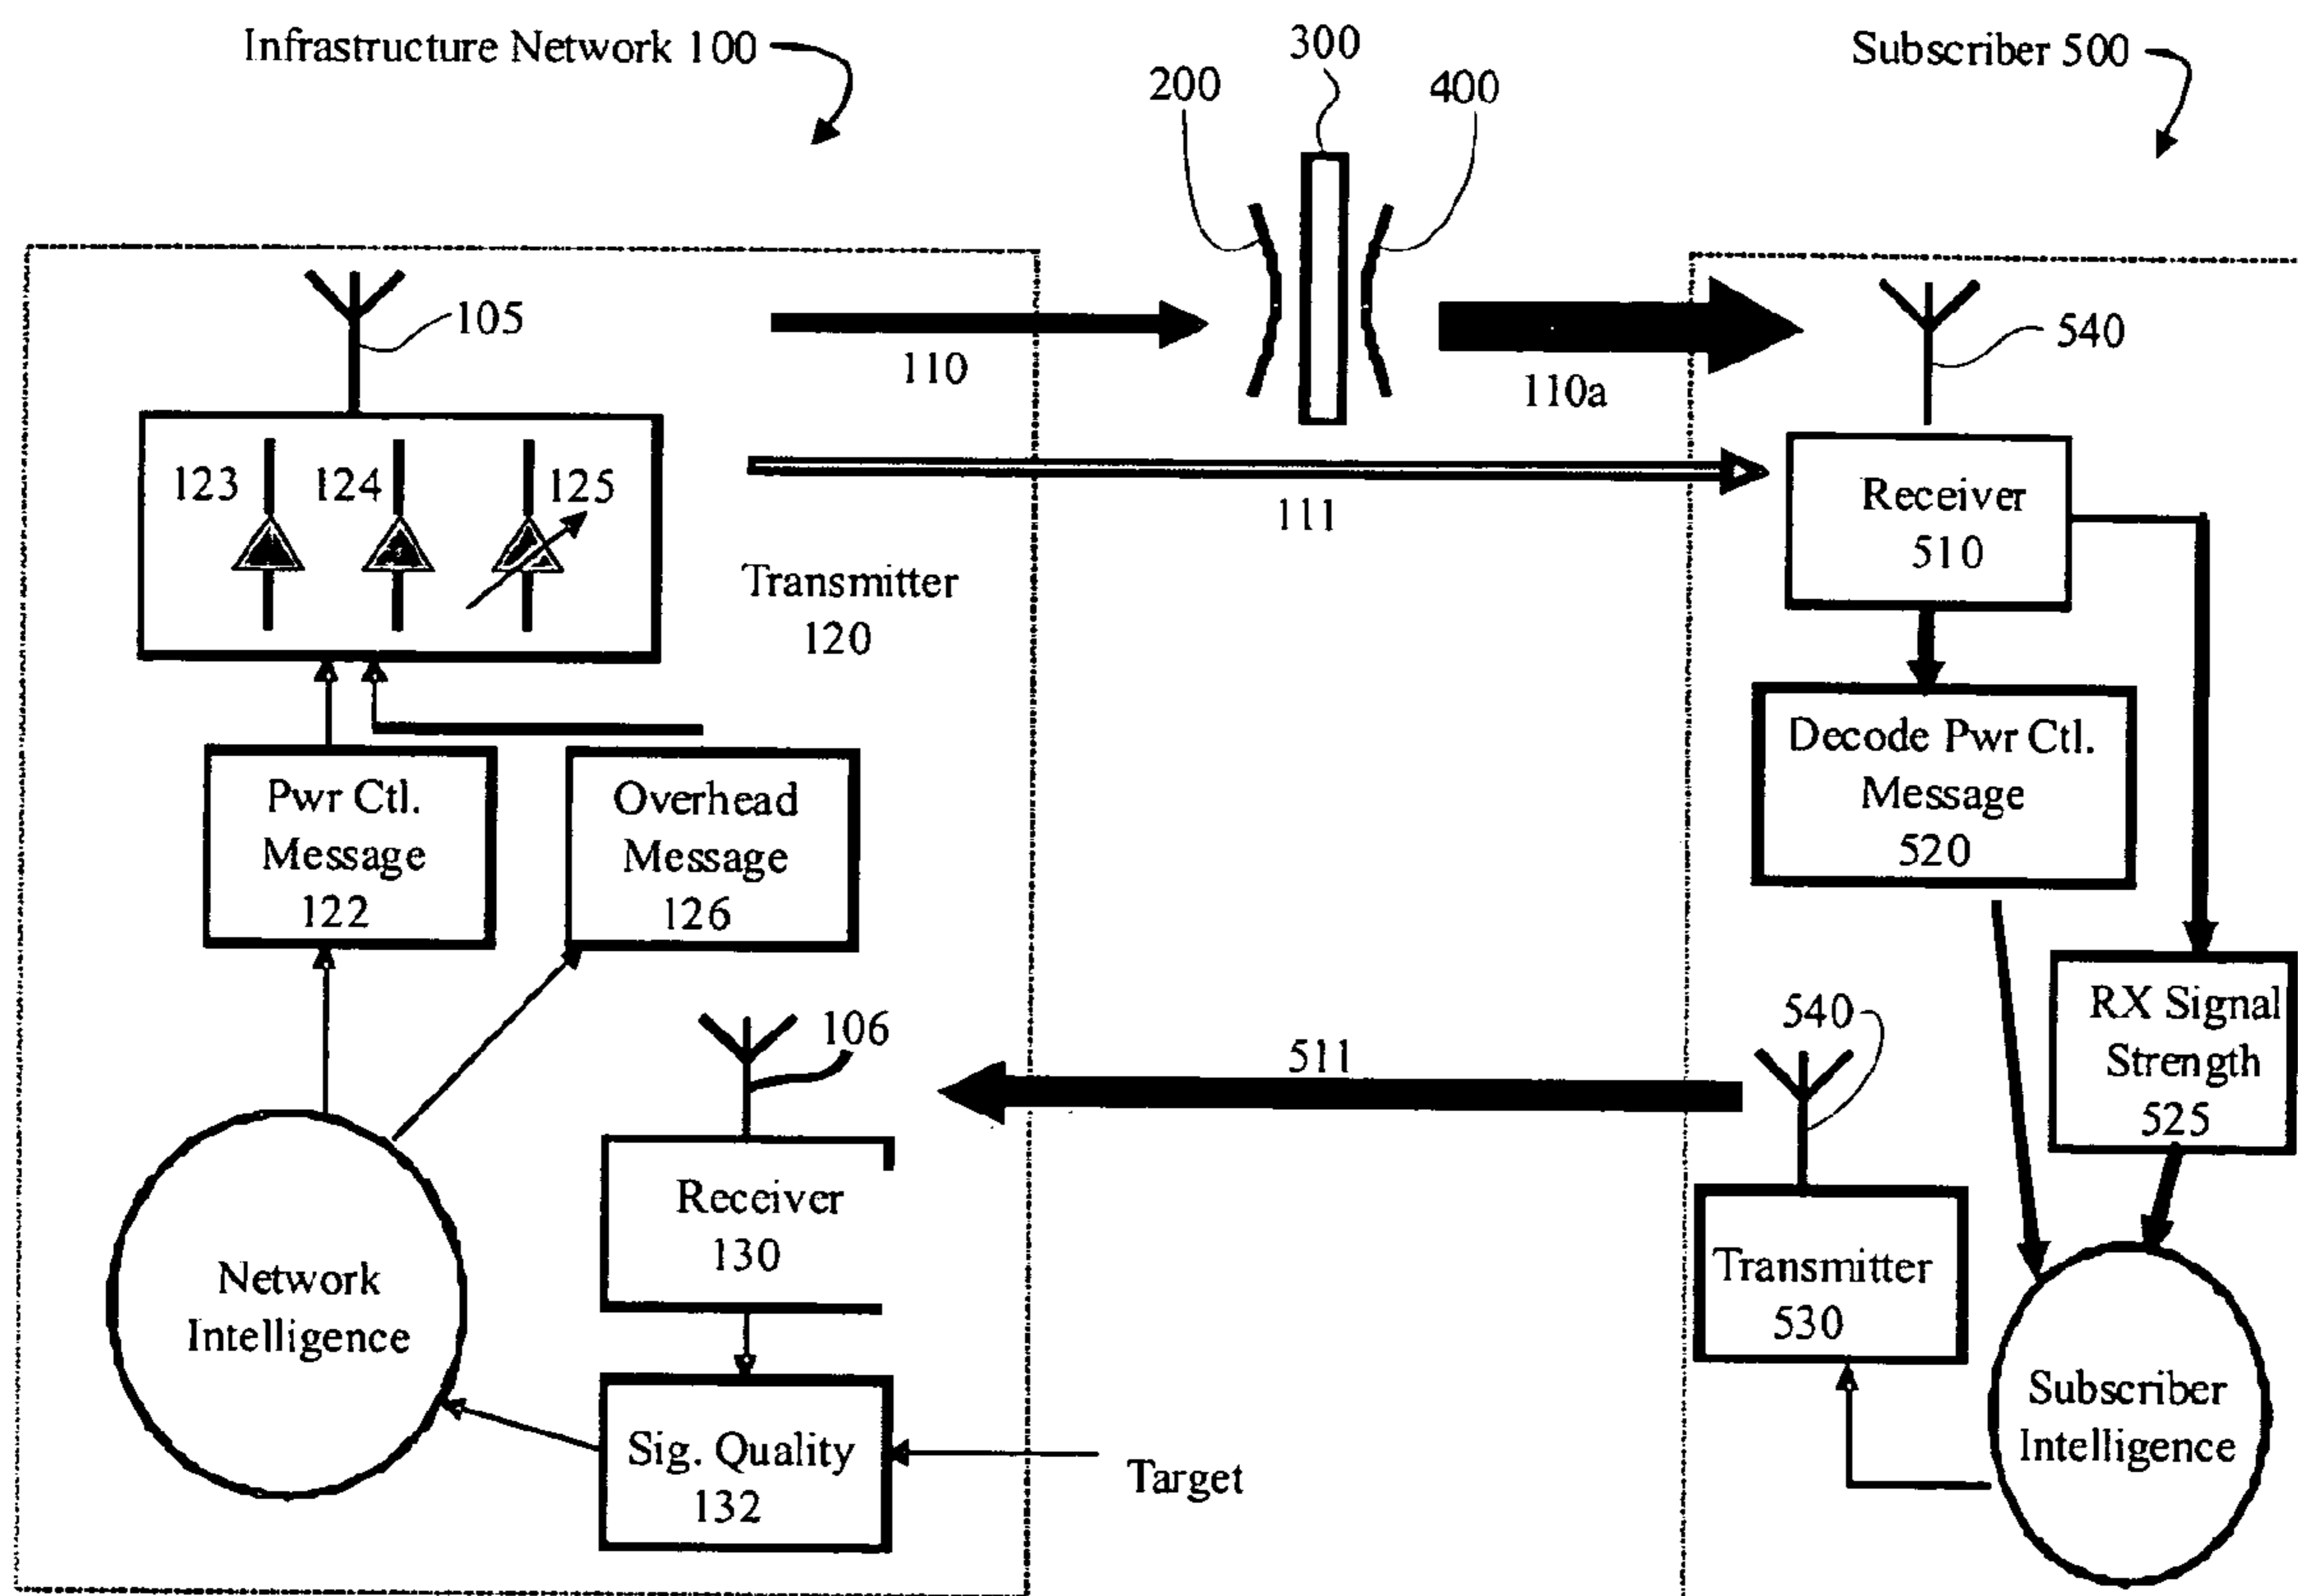 Infrastructure Network 100
300
Subscriber 500
200
400
105
110
110a
540
123
124
125
111
Receiver
510
Transmitter
120
Decode Pwr Ctl.
Message
520
Pwr Ctl.
Message
122
Overhead
Message
126
RX Signal
Strength
525
106
511
540
Receiver
130
Transmitter
530
Network
Intelligence
Subscriber
Intelligence
Sig. Quality
132
Target